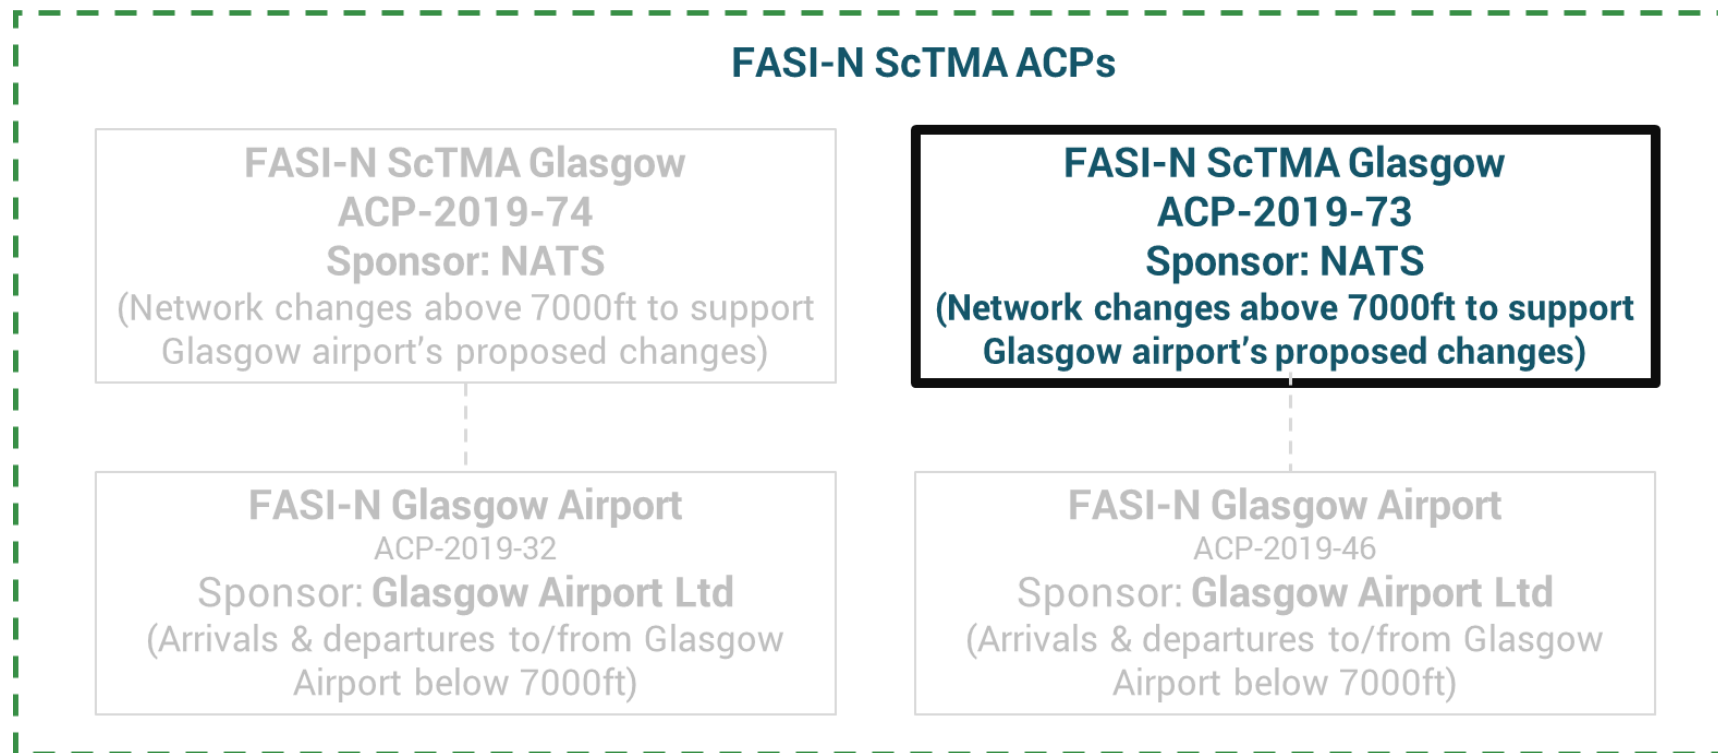 FASI-N ScTMA ACPs
FASI-N ScTMA Glasgow
ACP-2019-74
Sponsor: NATS
(Network changes above 7000ft to support
Glasgow airport’s proposed changes)
FASI-N ScTMA Glasgow
ACP-2019-73
Sponsor: NATS
(Network changes above 7000ft to support
Glasgow airport’s proposed changes)
FASI-N Glasgow Airport
ACP-2019-32
Sponsor: Glasgow Airport Ltd
(Arrivals & departures to/from Glasgow
Airport below 7000ft)
FASI-N Glasgow Airport
ACP-2019-46
Sponsor: Glasgow Airport Ltd
(Arrivals & departures to/from Glasgow
Airport below 7000ft)